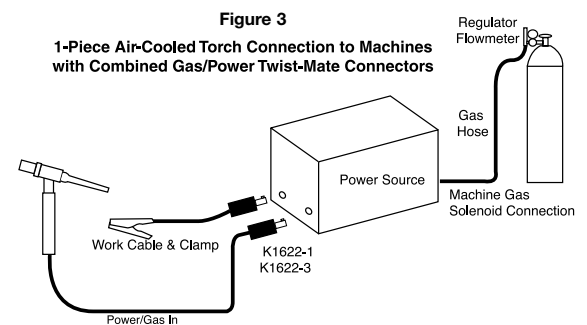 Figure 3
1-Piece Air-Cooled Torch Connection to Machines
with Combined Gas/Power Twist-Mate Connectors
Regulator
Flowmeter
Gas
Hose
Power Source
Machine Gas
Solenoid Connection
Work Cable & Clamp
K1622-1
K1622-3
Power/Gas In